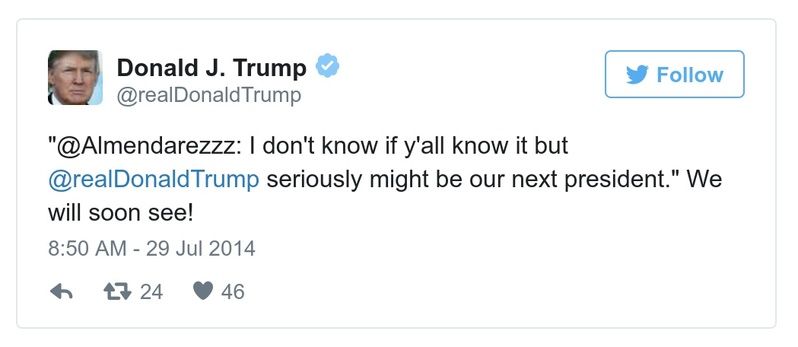 Donald J. Trump
@realDonaldTrump
Follow
"@Almendarezzz: I don't know if y'all know it but
@realDonaldTrump seriously might be our next president." We
will soon see!
8:50 AM - 29 Jul 2014
24 46